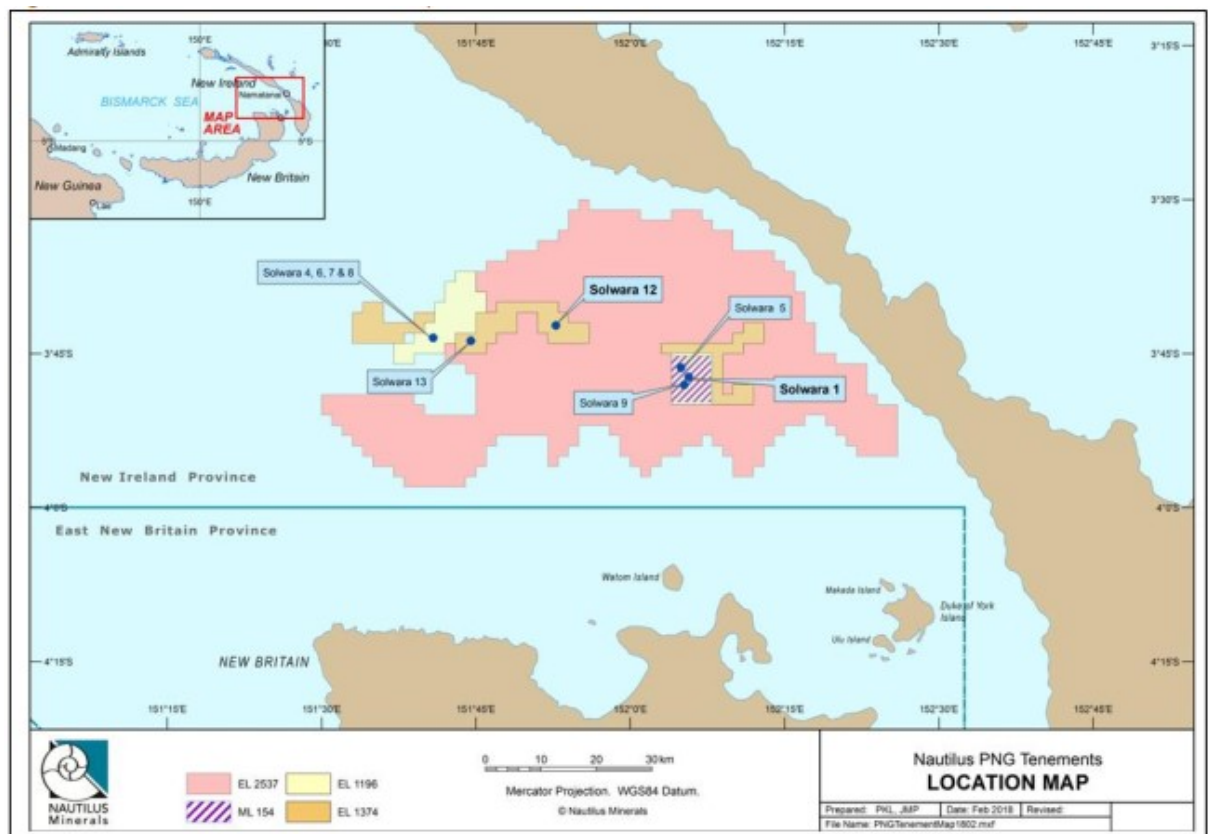 150°E
Admiralty Islands
New Ireland
Namatanai
BISMARCK SEA
MAP
AREA
5°S
5°S
Madang
New Guinea
New Britain
Lae
150°E
151°45'E
152°0'E
152°15'E
152°30'E
152°45'E
3°15'S
3°30'S
3°30'S
Solwara 4, 6, 7 & 8
Solwara 12
Solwara 5
3°45'S
3°45'S
Solwara 13
Solwara 9
Solwara 1
New Ireland Province
4°0'S
East New Britain Province
Watom Island
Makada Island
Duke of York
Island
Ulu Island
4°15'S
NEW BRITAIN
4°15'S
151°15'E
151°30'E
151°45'E
152°0'E
152°15'E
152°30'E
152°45'E
NAUTILUS
Minerals
EL 2537
EL 1196
ML 154
EL 1374
0 10 20 30 km
Mercator Projection. WGS84 Datum.
© Nautilus Minerals
Nautilus PNG Tenements
LOCATION MAP
Prepared: PKL, JMP Date: Feb 2018 Revised:
File Name: PNGTenementMap1802.mxf